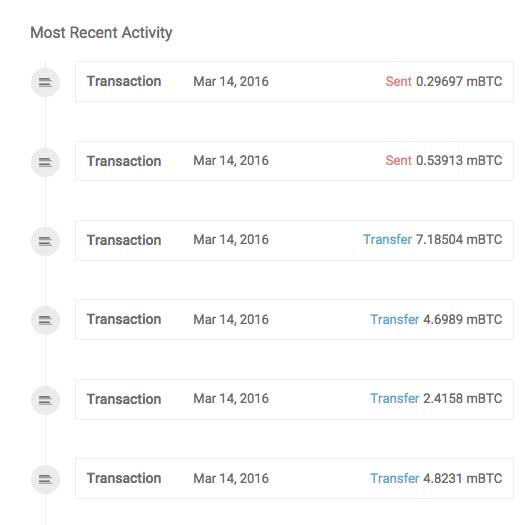 Most Recent Activity
Transaction Mar 14, 2016 Sent 0.29697 mBTC
Transaction Mar 14, 2016 Sent 0.53913 mBTC
Transaction Mar 14, 2016 Transfer 7.18504 mBTC
Transaction Mar 14, 2016 Transfer 4.6989 mBTC
Transaction Mar 14, 2016 Transfer 2.4158 mBTC
Transaction Mar 14, 2016 Transfer 4.8231 mBTC